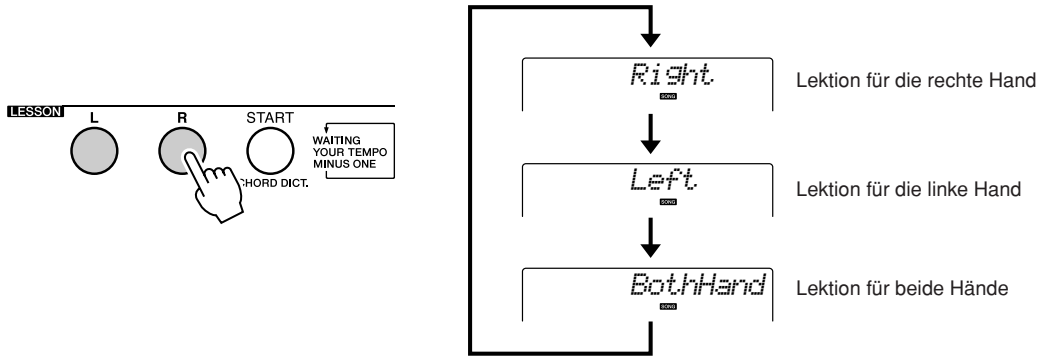 LESSON
L R START
WAITING
YOUR TEMPO
MINUS ONE
HORD DICT.
Right
SONG
Lektion für die rechte Hand
Left
SONG
Lektion für die linke Hand
BothHand
SONG
Lektion für beide Hände